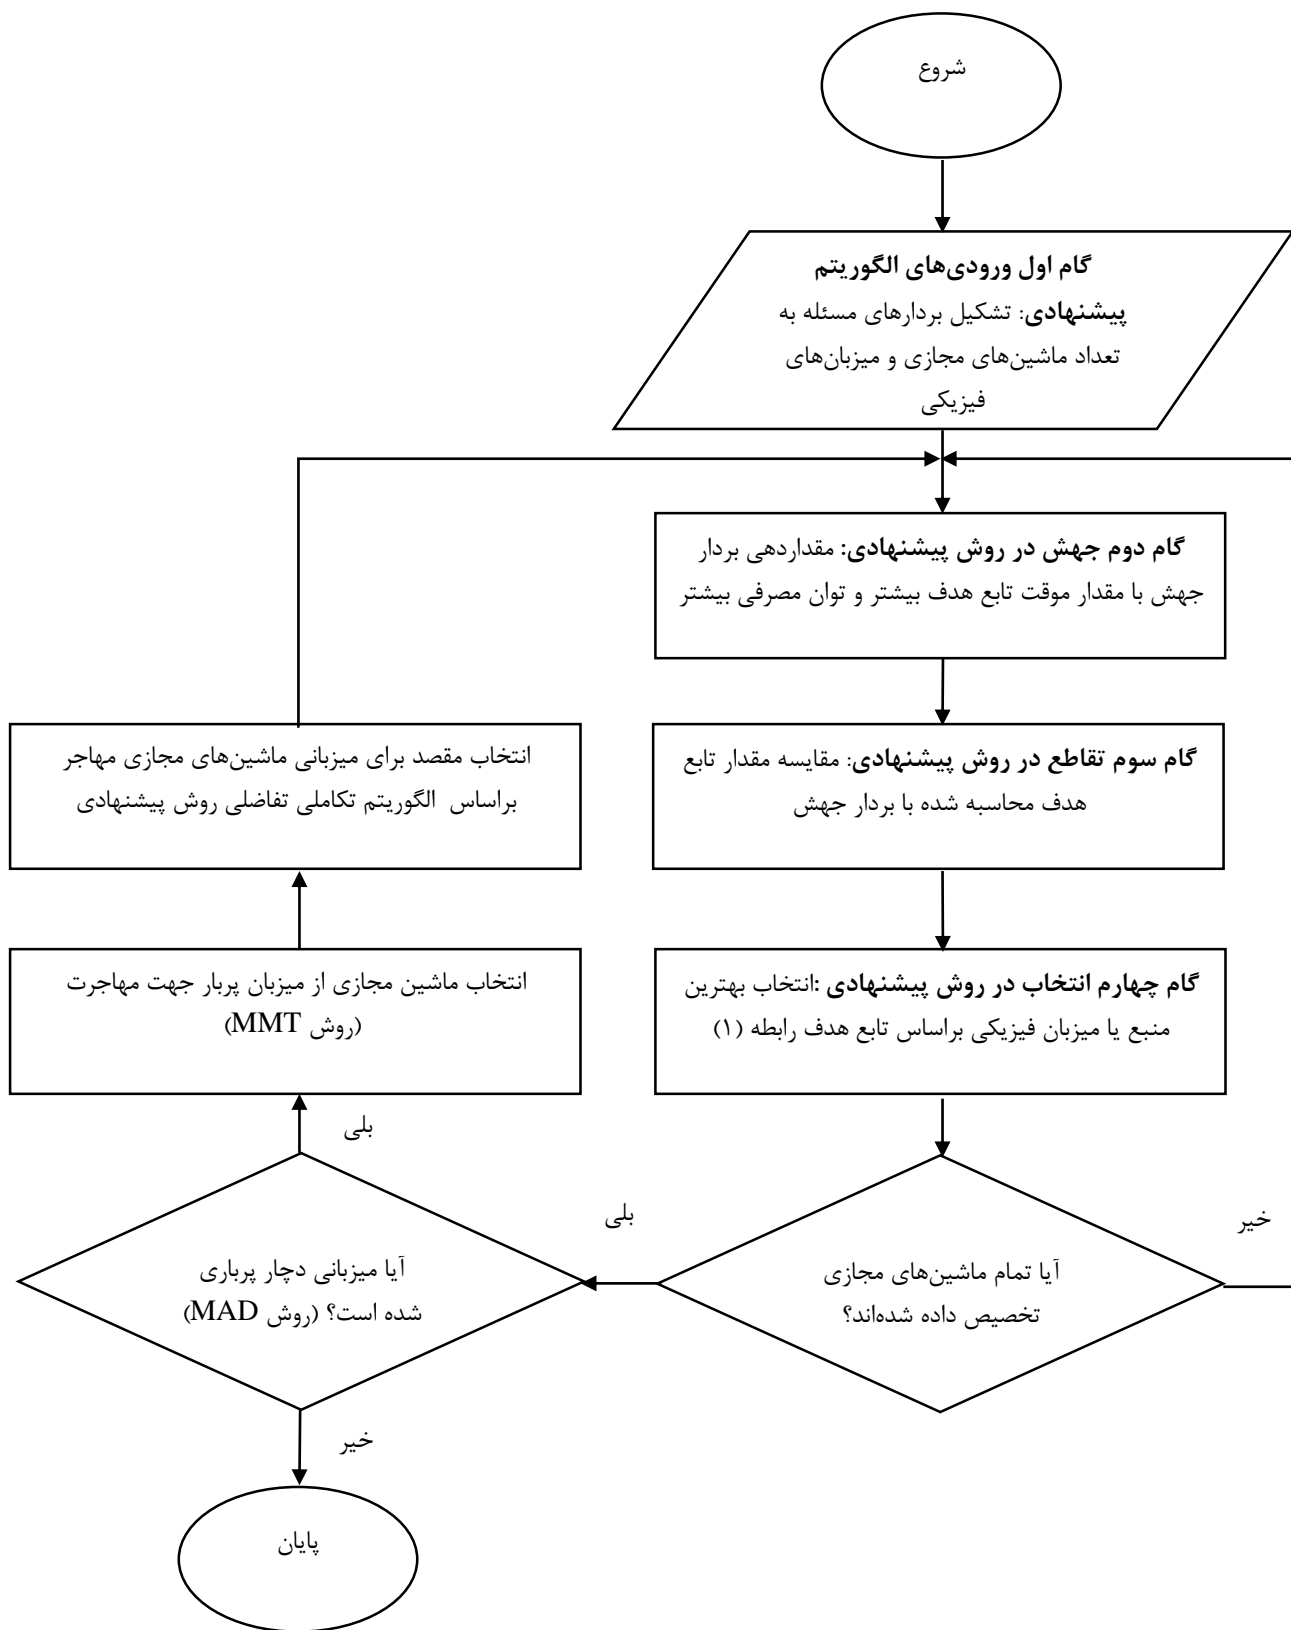 شروع
گام اول ورودی‌های الگوریتم
پیشنهادی: تشکیل بردارهای مسئله به
تعداد ماشین‌های مجازی و میزبان‌های
فیزیکی
گام دوم جهش در روش پیشنهادی: مقداردهی بردار
جهش با مقدار موقت تابع هدف بیشتر و توان مصرفی بیشتر
گام سوم تقاطع در روش پیشنهادی: مقایسه مقدار تابع
هدف محاسبه شده با بردار جهش
گام چهارم انتخاب در روش پیشنهادی :انتخاب بهترین
منبع یا میزبان فیزیکی براساس تابع هدف رابطه (۱)
آیا تمام ماشین‌های مجازی
تخصیص داده شده‌اند؟
خیر
بلی
آیا میزبانی دچار پرباری
شده است؟ (روش MAD)
بلی
انتخاب ماشین مجازی از میزبان پربار جهت مهاجرت
(روش MMT)
انتخاب مقصد برای میزبانی ماشین‌های مجازی مهاجر
براساس الگوریتم تکاملی تفاضلی روش پیشنهادی
خیر
پایان